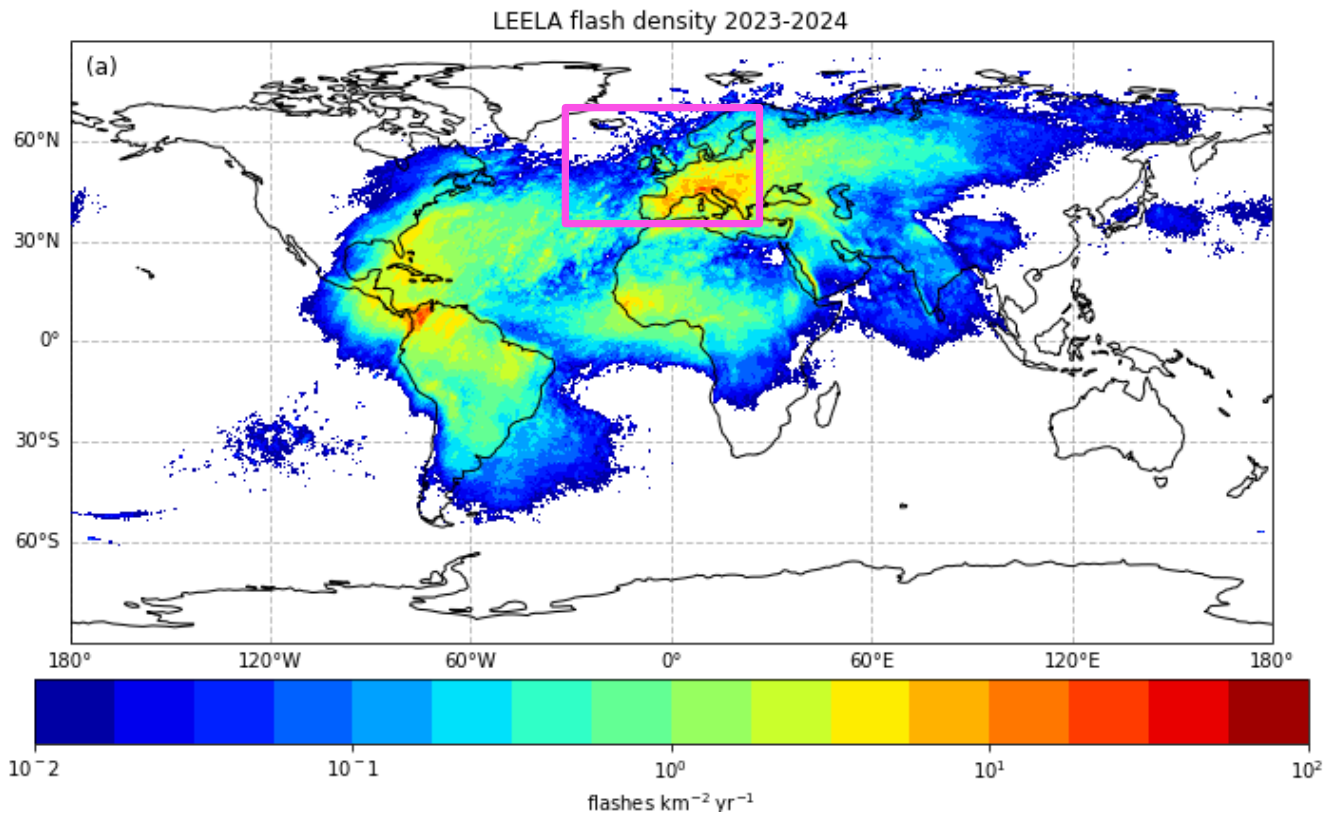 LEELA flash density 2023-2024
(a)
60°N
30°N
0°
30°S
60°S
180° 120°W 60°W 0° 60°E 120°E 180°
10⁻² 10⁻¹ 10⁰ 10¹ 10²
flashes km⁻² yr⁻¹